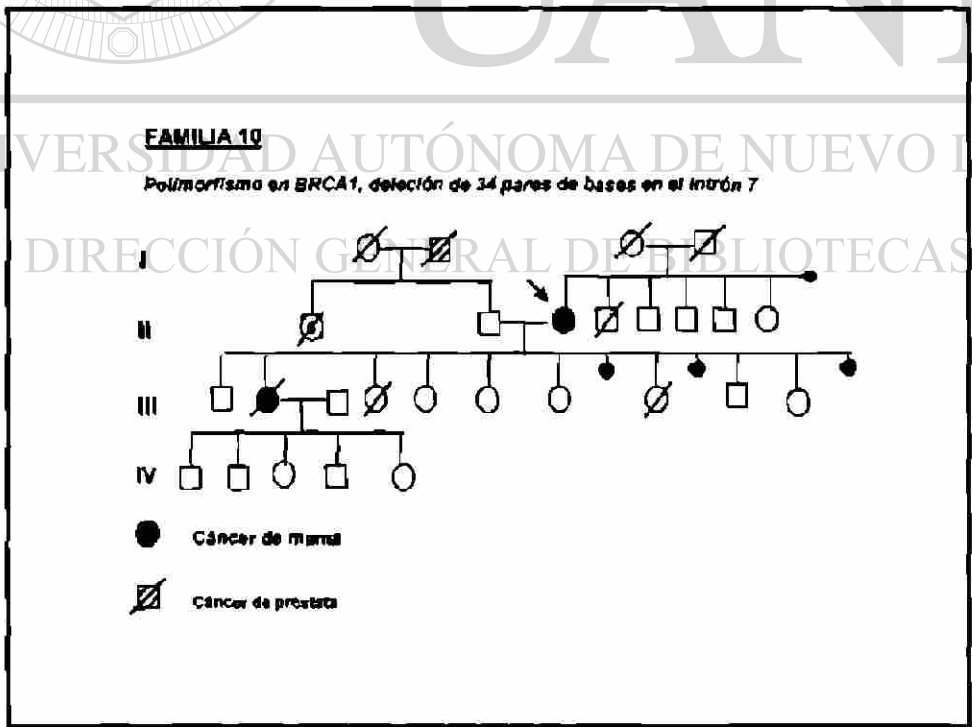 UANL
FAMILIA 10
UNIVERSIDAD AUTÓNOMA DE NUEVO
Polimorfismo en BRCA1, deleción de 34 pares de bases en el intrón 7
DIRECCIÓN GENERAL DE BIBLIOTECAS
I
II
III
IV
Cáncer de mama
Cáncer de próstata